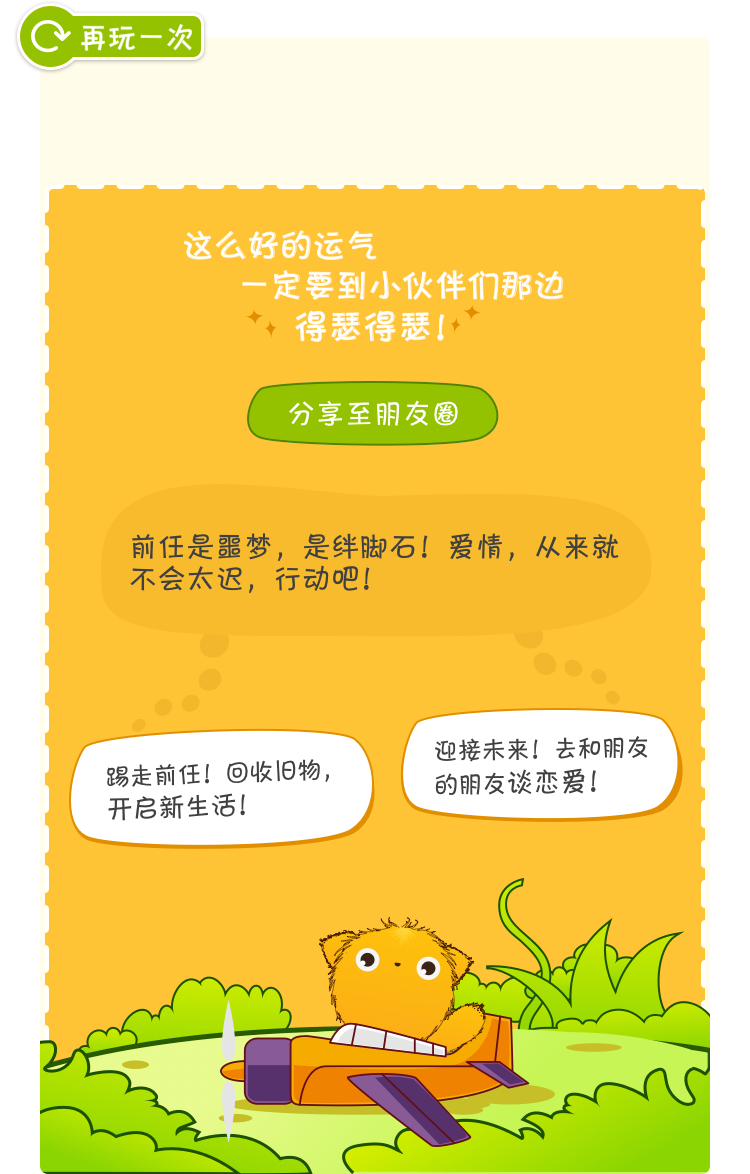 再玩一次
这么好的运气
一定要到小伙伴们那边
得瑟得瑟!
分享至朋友圈
前任是噩梦，是绊脚石！爱情，从来就
不会太迟，行动吧！
踢走前任！回收旧物，
开启新生活！
迎接未来！去和朋友
的朋友谈恋爱！